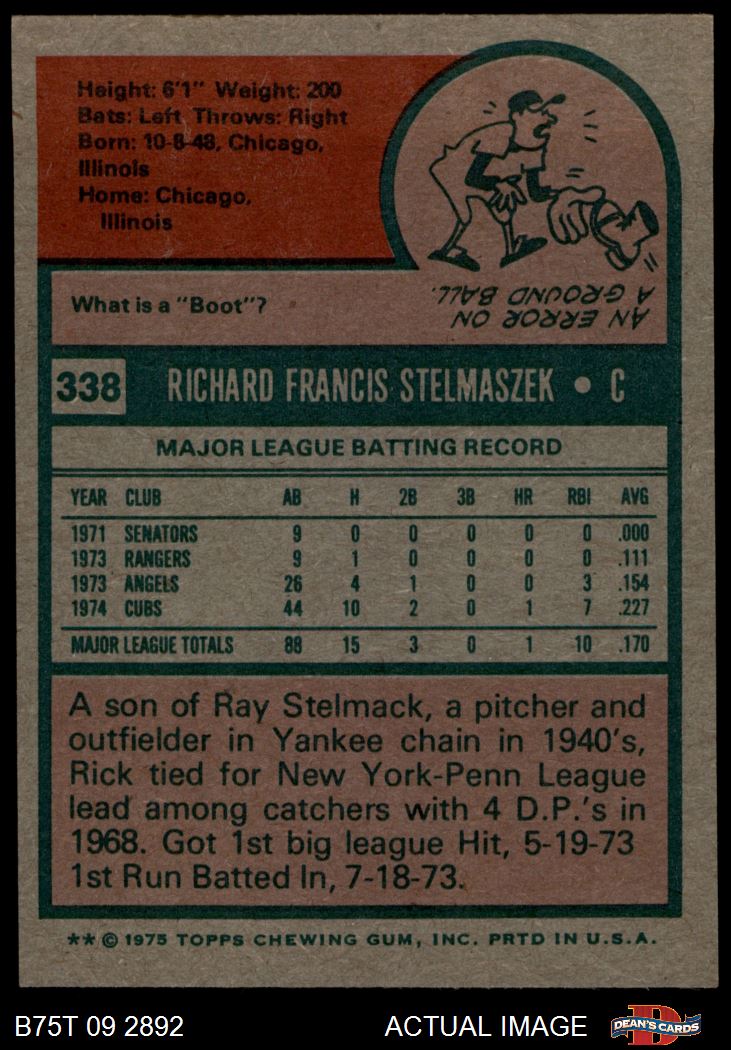 Height: 6'1" Weight: 200
Bats: Left Throws: Right
Born: 10-8-48, Chicago,
Illinois
Home: Chicago,
Illinois
What is a "Boot"?
AN ERROR ON
A GROUND BALL.
338 RICHARD FRANCIS STELMASZEK • C
MAJOR LEAGUE BATTING RECORD
YEAR CLUB AB H 2B 3B HR RBI AVG
1971 SENATORS 9 0 0 0 0 0 .000
1973 RANGERS 9 1 0 0 0 0 .111
1973 ANGELS 26 4 1 0 0 3 .154
1974 CUBS 44 10 2 0 1 7 .227
MAJOR LEAGUE TOTALS 88 15 3 0 1 10 .170
A son of Ray Stelmack, a pitcher and
outfielder in Yankee chain in 1940's,
Rick tied for New York-Penn League
lead among catchers with 4 D.P.'s in
1968. Got 1st big league Hit, 5-19-73
1st Run Batted In, 7-18-73.
** © 1975 TOPPS CHEWING GUM, INC. PRTD IN U.S.A.
B75T 09 2892 ACTUAL IMAGE D DEAN'S CARDS